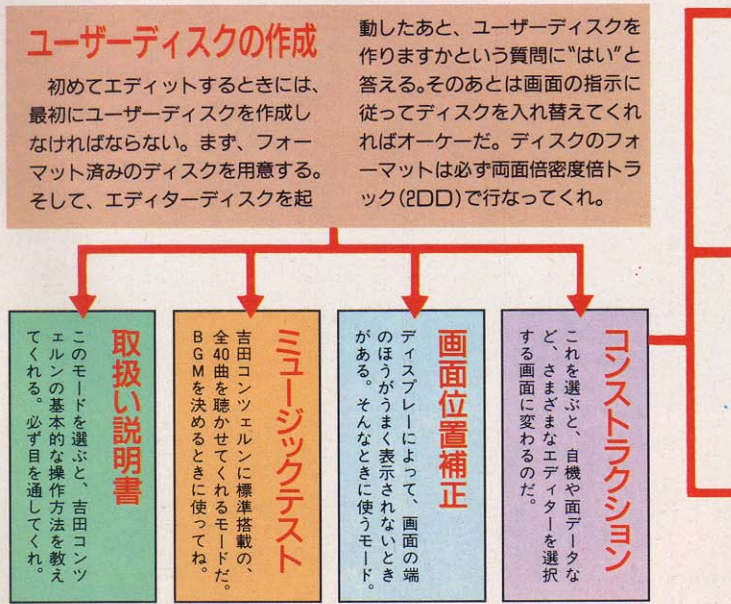 ユーザーディスクの作成
初めてエディットするときには、
最初にユーザーディスクを作成し
なければならない。まず、フォー
マット済みのディスクを用意する。
そして、エディターディスクを起
動したあと、ユーザーディスクを
作りますかという質問に“はい”と
答える。そのあとは画面の指示に
従ってディスクを入れ替えてくれ
ればオーケーだ。ディスクのフォ
ーマットは必ず両面倍密度倍トラ
ック(2DD)で行なってくれ。
コンストラクション
これを選ぶと、自機や面データな
ど、さまざまなエディターを選択
する画面に変わるのだ。
画面位置補正
ディスプレーによって、画面の端
のほうがうまく表示されないとき
がある。そんなときに使うモード。
ミュージックテスト
吉田コンツェルンに標準搭載の、
全40曲を聴かせてくれるモードだ。
BGMを決めるときに使ってね。
取扱い説明書
このモードを選ぶと、吉田コンツ
ェルンの基本的な操作方法を教え
てくれる。必ず目を通してくれ。